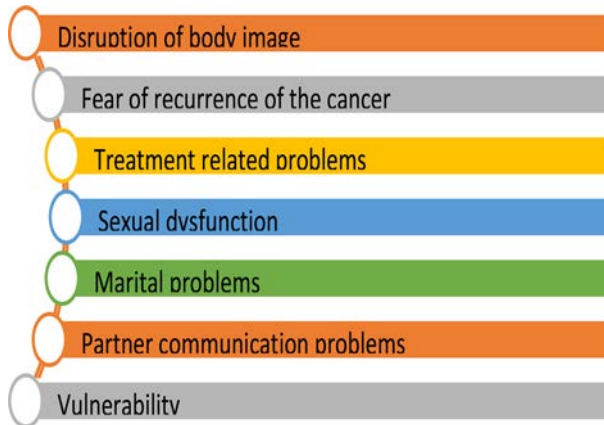 Disruption of body image
Fear of recurrence of the cancer
Treatment related problems
Sexual dysfunction
Marital problems
Partner communication problems
Vulnerability